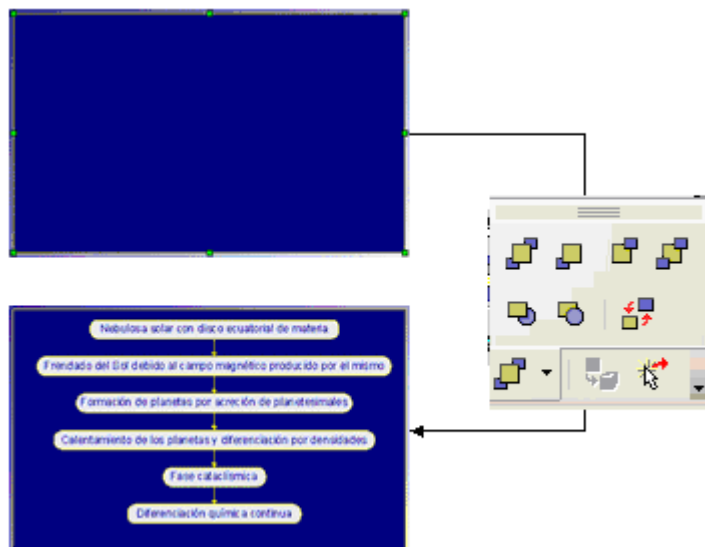 Nebulosa solar con disco ecuatorial de materia
Frendado del Sol debido al campo magnético producido por el mismo
Formación de planetas por acreción de planetesimales
Calentamiento de los planetas y diferenciación por densidades
Fase cataclísmica
Diferenciación química continua